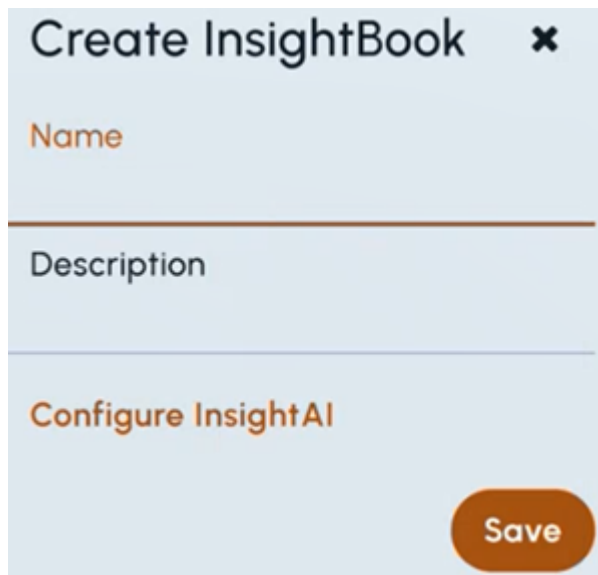 Create InsightBook ✖
Name
Description
Configure InsightAI
Save